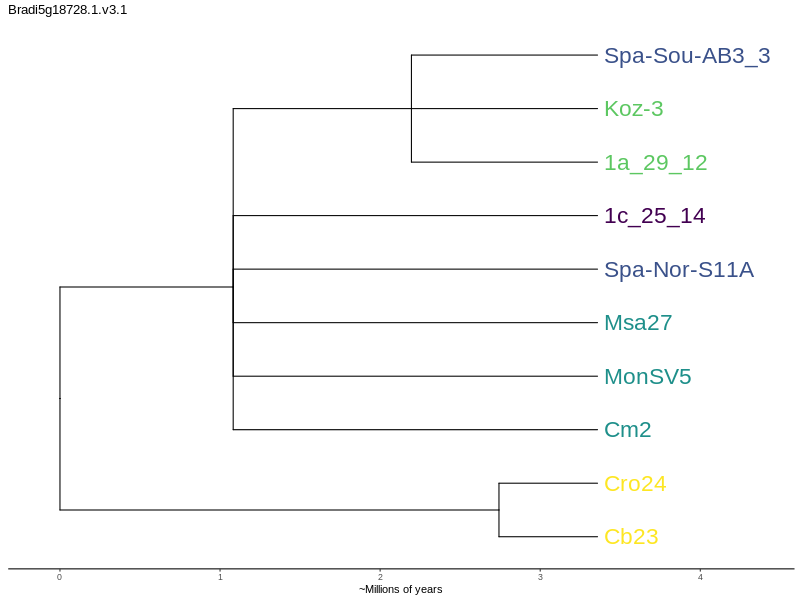 Bradi5g18728.1.v3.1
Spa-Sou-AB3_3
Koz-3
1a_29_12
1c_25_14
Spa-Nor-S11A
Msa27
MonSV5
Cm2
Cro24
Cb23
0 1 2 3 4
~Millions of years